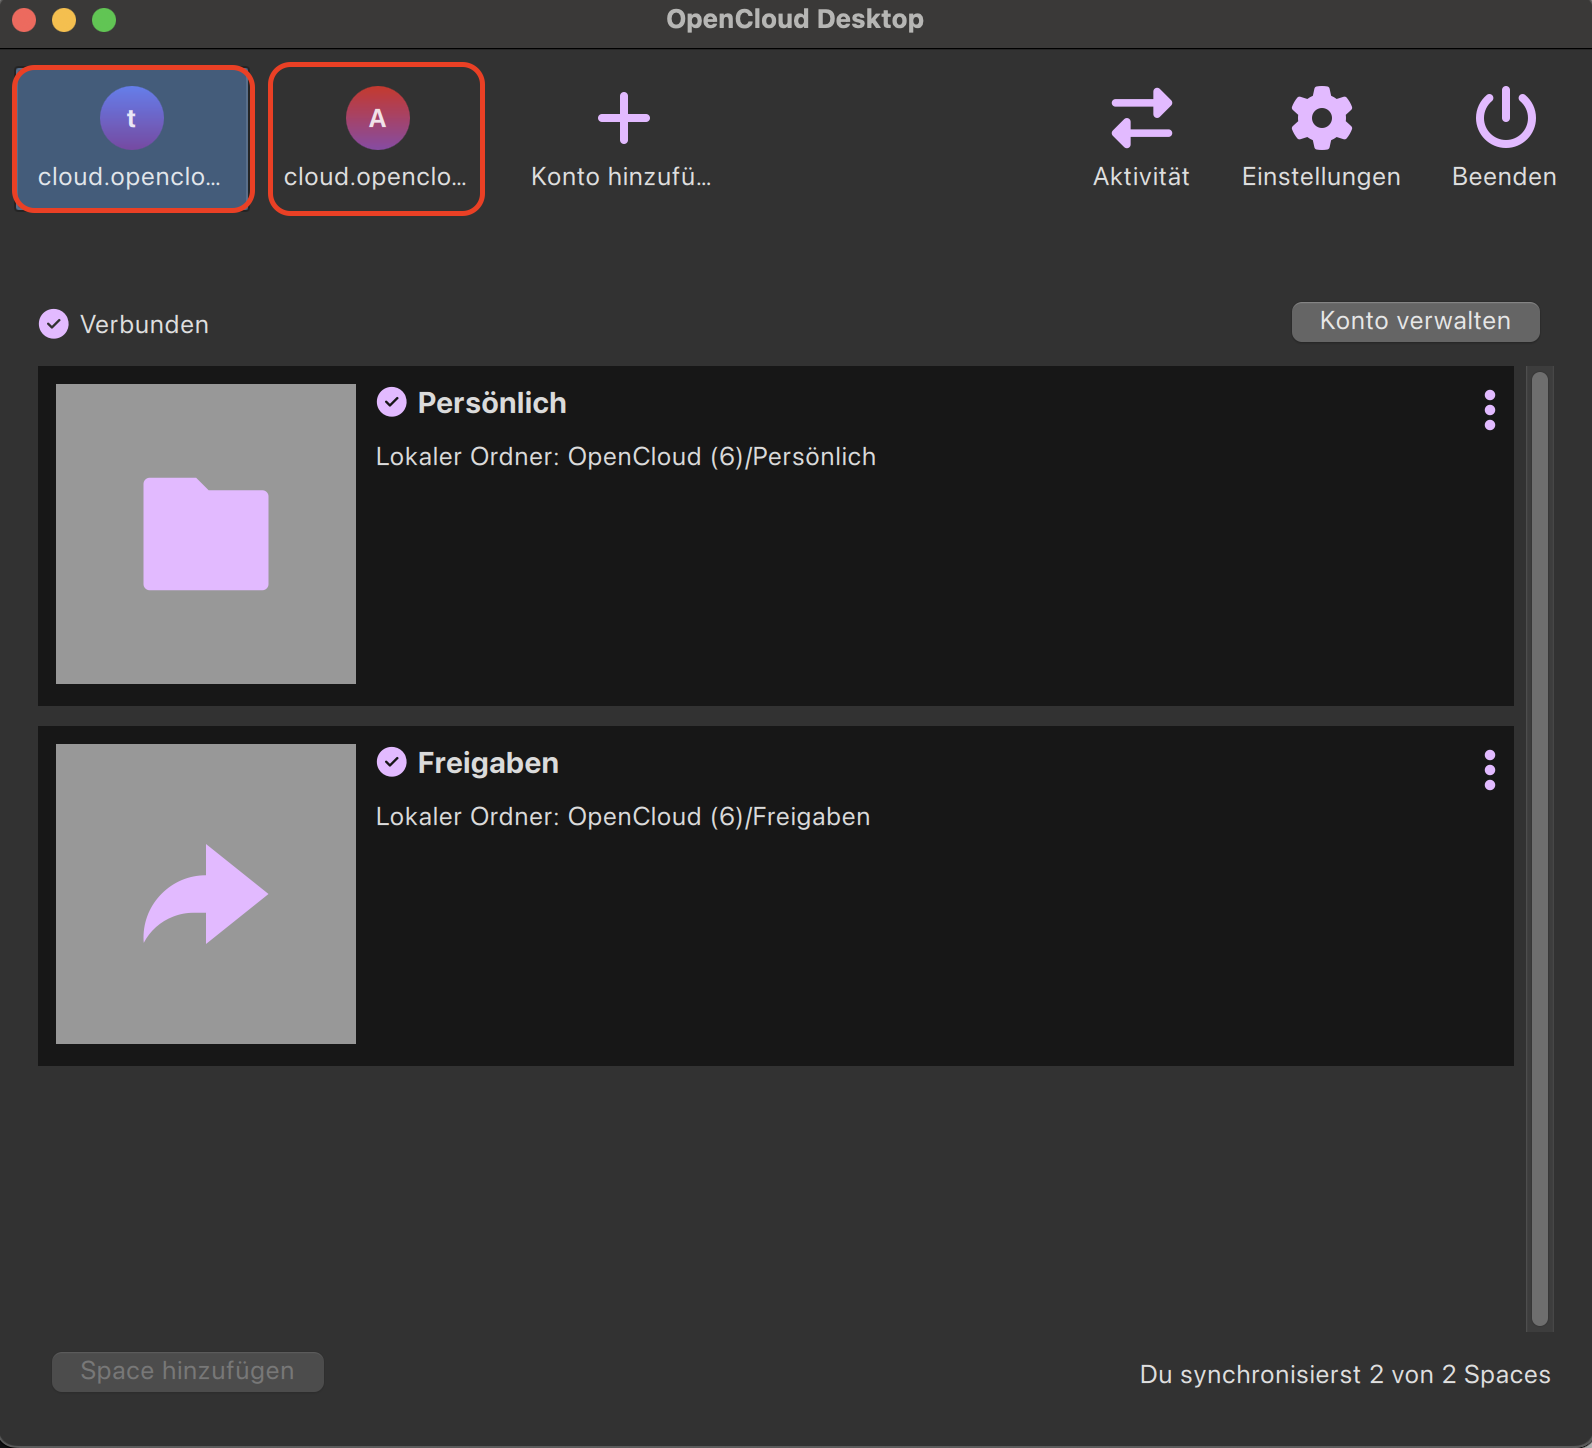 OpenCloud Desktop
t
cloud.openclo...
A
cloud.openclo...
Konto hinzufü...
Aktivität
Einstellungen
Beenden
Verbunden
Konto verwalten
Persönlich
Lokaler Ordner: OpenCloud (6)/Persönlich
Freigaben
Lokaler Ordner: OpenCloud (6)/Freigaben
Space hinzufügen
Du synchronisierst 2 von 2 Spaces